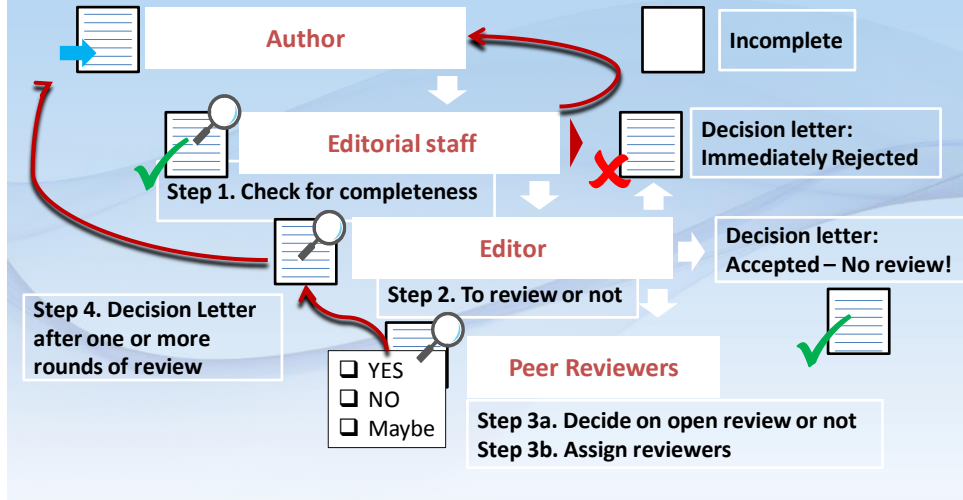 Author
Incomplete
Editorial staff
Decision letter:
Immediately Rejected
Step 1. Check for completeness
Editor
Decision letter:
Accepted – No review!
Step 2. To review or not
Step 4. Decision Letter
after one or more
rounds of review
❑ YES
❑ NO
❑ Maybe
Peer Reviewers
Step 3a. Decide on open review or not
Step 3b. Assign reviewers